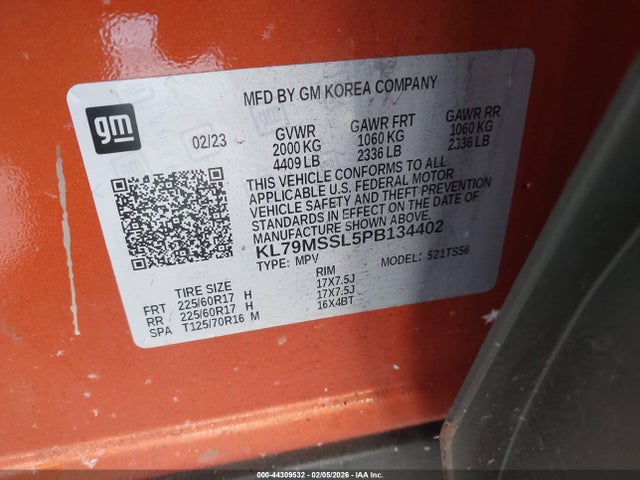 gm
MFD BY GM KOREA COMPANY
02/23
GVWR GAWR FRT GAWR RR
2000 KG 1060 KG 1060 KG
4409 LB 2336 LB 2336 LB
THIS VEHICLE CONFORMS TO ALL
APPLICABLE U.S. FEDERAL MOTOR
VEHICLE SAFETY AND THEFT PREVENTION
STANDARDS IN EFFECT ON THE DATE OF
MANUFACTURE SHOWN ABOVE.
KL79MSSL5PB134402
TYPE: MPV MODEL: 521TS56
TIRE SIZE RIM
FRT 225/60R17 H 17X7.5J
RR 225/60R17 H 17X7.5J
SPA T125/70R16 M 16X4BT
000-44309532 - 02/05/2026 - Copart, Inc.